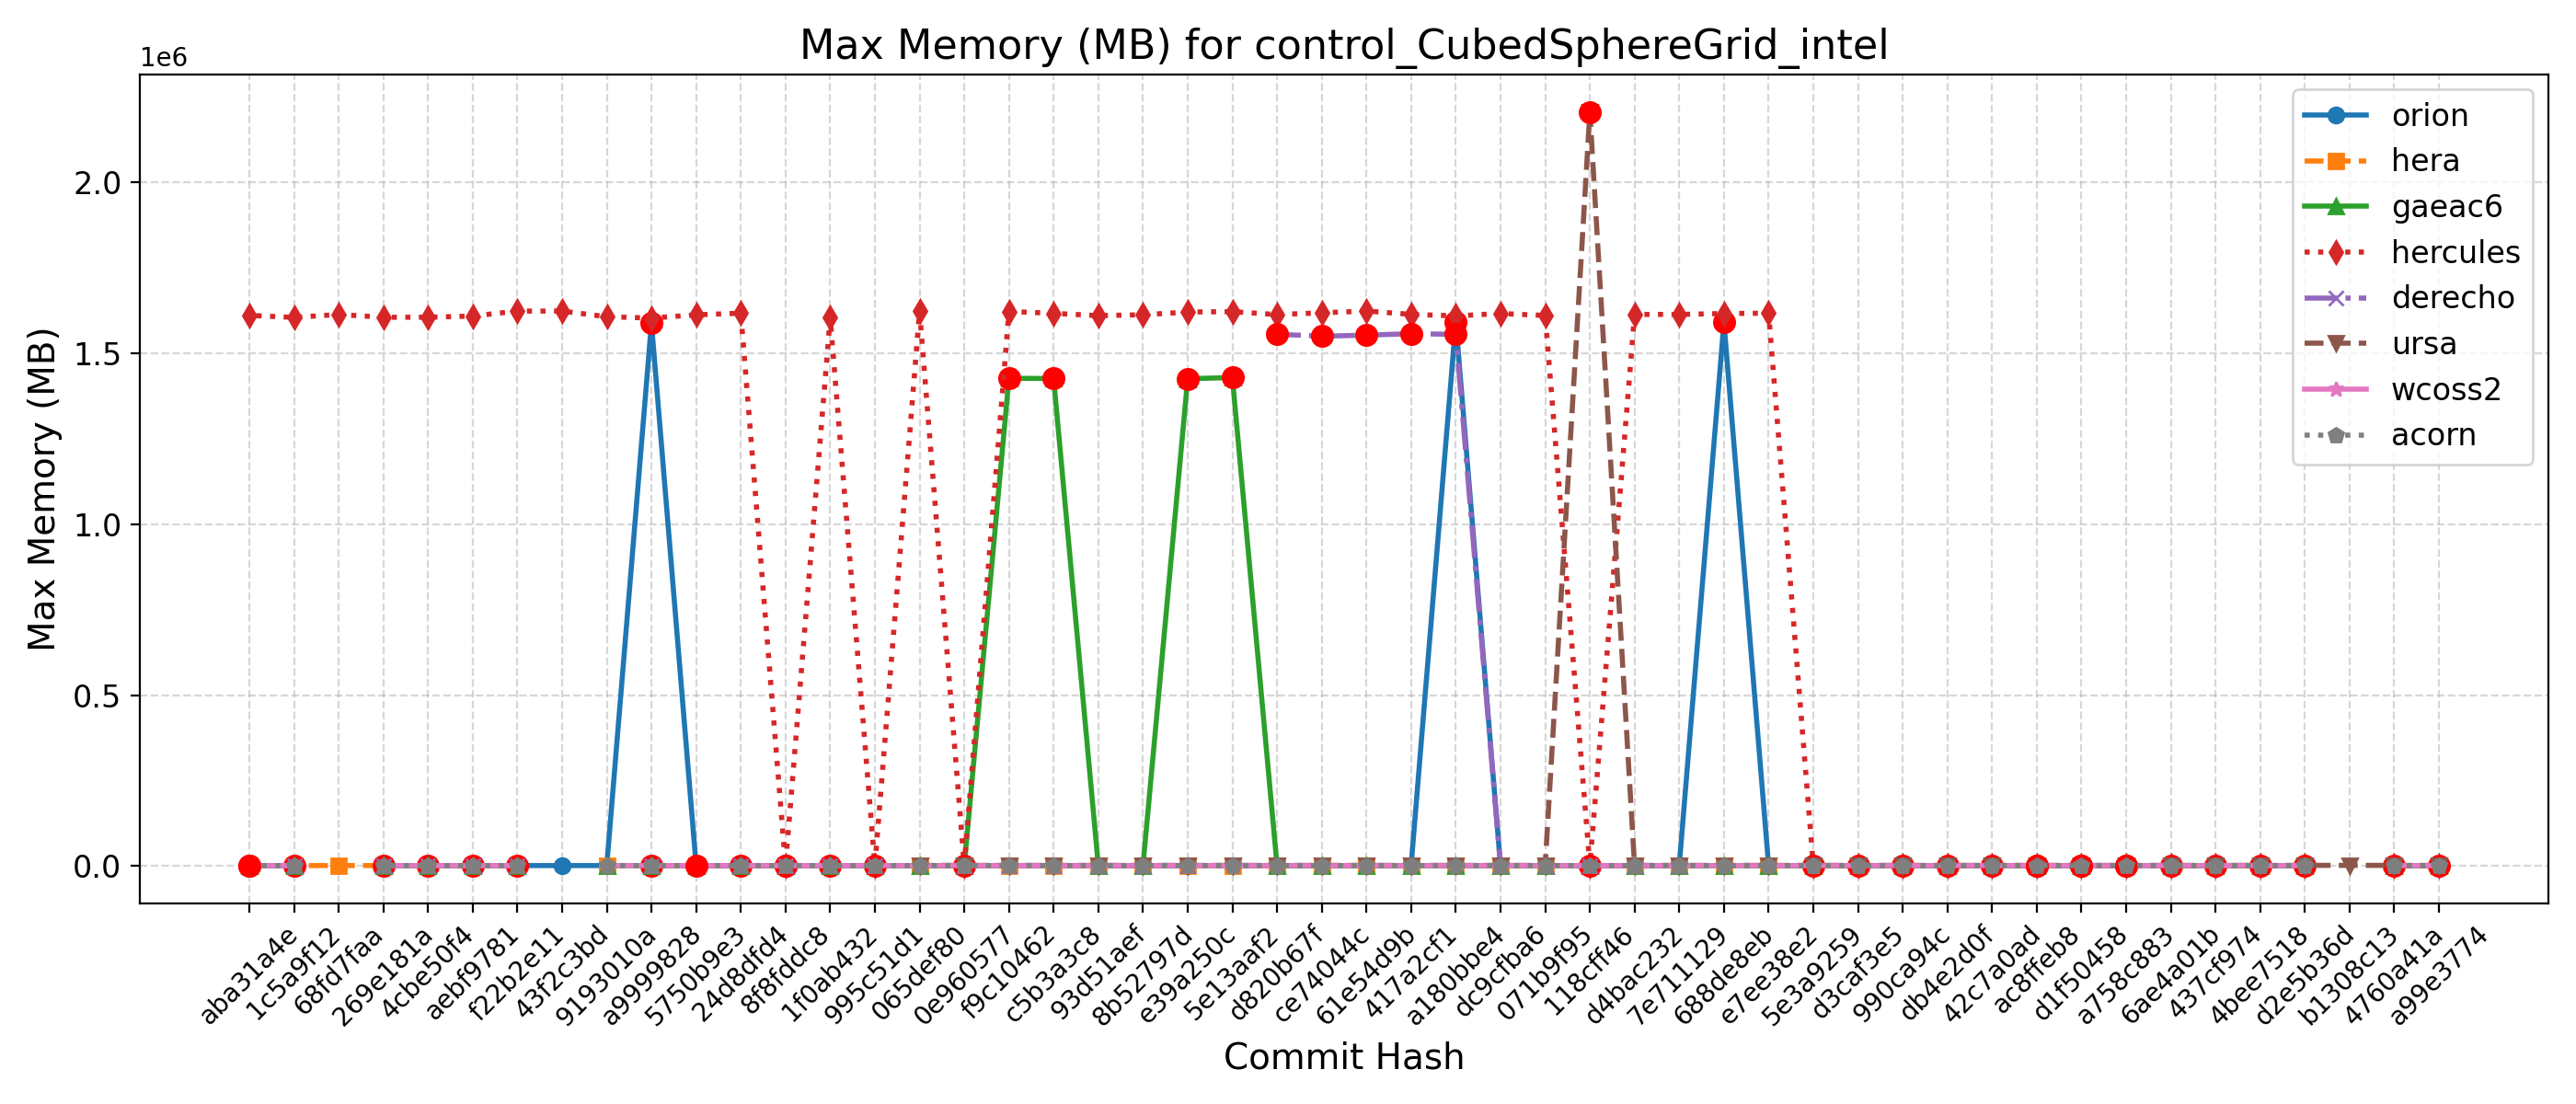 Max Memory (MB) for control_CubedSphereGrid_intel
1e6
Max Memory (MB)
2.0
1.5
1.0
0.5
0.0
orion
hera
gaeac6
hercules
derecho
ursa
wcoss2
acorn
aba31a4e
1c5a9f12
68fd7faa
269e181a
4cbe50f4
aebf9781
f22b2e11
43f2c3bd
9193010a
a9999828
5750b9e3
24d8dfd4
8f8fddc8
1f0ab432
995c51d1
065def80
0e960577
f9c10462
c5b3a3c8
93d51aef
8b52797d
e39a250c
5e13aaf2
d820b67f
ce74044c
61e54d9b
417a2cf1
a180bbe4
dc9cfba6
071b9f95
118cff46
d4bac232
7e711129
688de8eb
e7ee38e2
5e3a9259
d3caf3e5
990ca94c
db4e2d0f
42c7a0ad
ac8ffeb8
d1f50458
a758c883
6ae4a01b
437cf974
4bee7518
d2e5b36d
b1308c13
4760a41a
a99e3774
Commit Hash